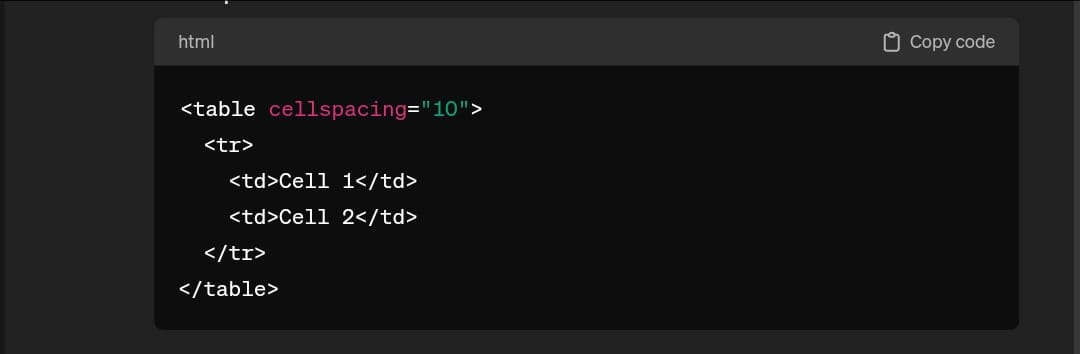 html
Copy code
<table cellspacing="10">
<tr>
<td>Cell 1</td>
<td>Cell 2</td>
</tr>
</table>